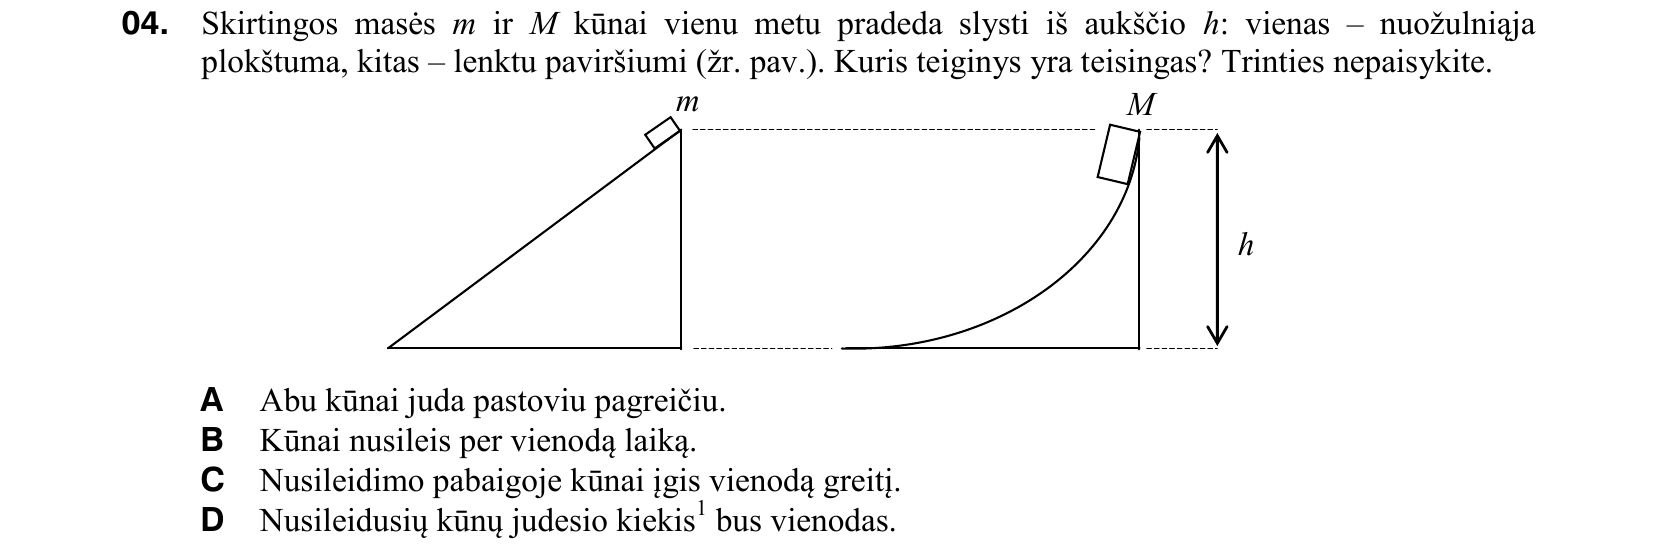 04. Skirtingos masės m ir M kūnai vienu metu pradeda slysti iš aukščio h: vienas – nuožulniąja
plokštuma, kitas – lenktu paviršiumi (žr. pav.). Kuris teiginys yra teisingas? Trinties nepaisykite.
m
M
h
A Abu kūnai juda pastoviu pagreičiu.
B Kūnai nusileis per vienodą laiką.
C Nusileidimo pabaigoje kūnai įgis vienodą greitį.
D Nusileidusių kūnų judesio kiekis¹ bus vienodas.